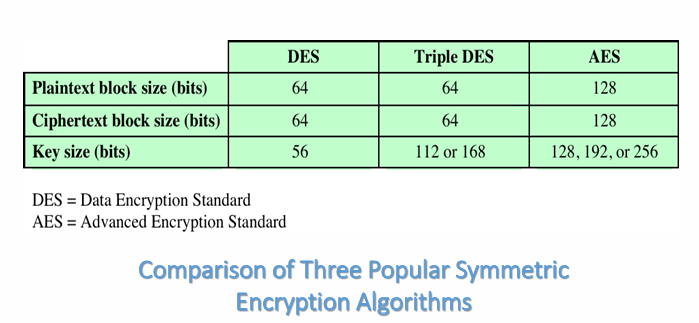 DES Triple DES AES
Plaintext block size (bits) 64 64 128
Ciphertext block size (bits) 64 64 128
Key size (bits) 56 112 or 168 128, 192, or 256
DES = Data Encryption Standard
AES = Advanced Encryption Standard
Comparison of Three Popular Symmetric
Encryption Algorithms